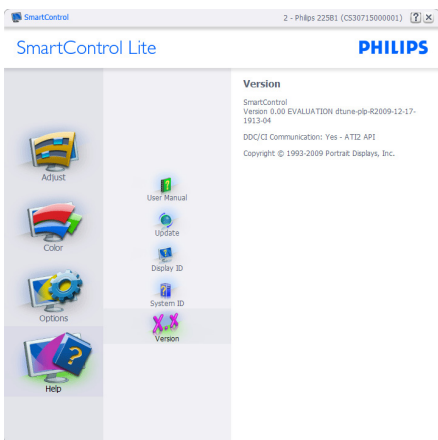 SmartControl
2 - Philips 225B1 (CS30715000001)
SmartControl Lite
PHILIPS
Adjust
Color
Options
Help
User Manual
Update
Display ID
System ID
X.X
Version
Version
SmartControl
Version 0.00 EVALUATION dtune-plp-R2009-12-17-
1913-04
DDC/CI Communication: Yes - ATI2 API
Copyright © 1993-2009 Portrait Displays, Inc.